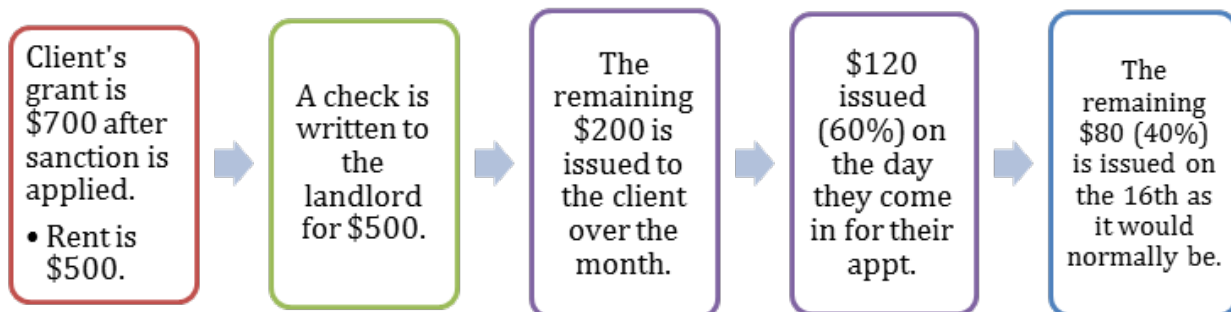 Client's
grant is
$700 after
sanction is
applied.
• Rent is
$500.
A check is
written to
the
landlord
for $500.
The
remaining
$200 is
issued to
the client
over the
month.
$120
issued
(60%) on
the day
they come
in for their
appt.
The
remaining
$80 (40%)
is issued on
the 16th as
it would
normally be.